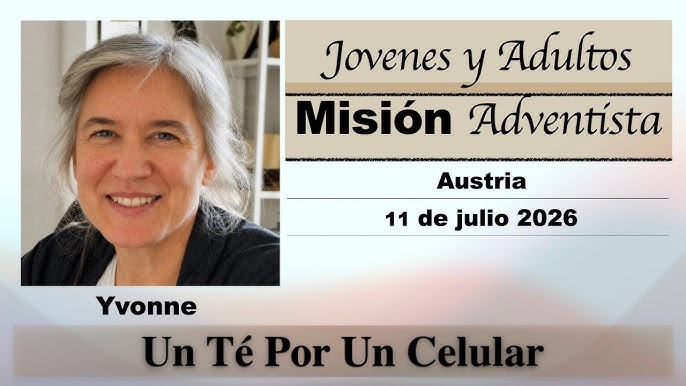 Jovenes y Adultos
Misión Adventista
Austria
11 de julio 2026
Yvonne
Un Té Por Un Celular